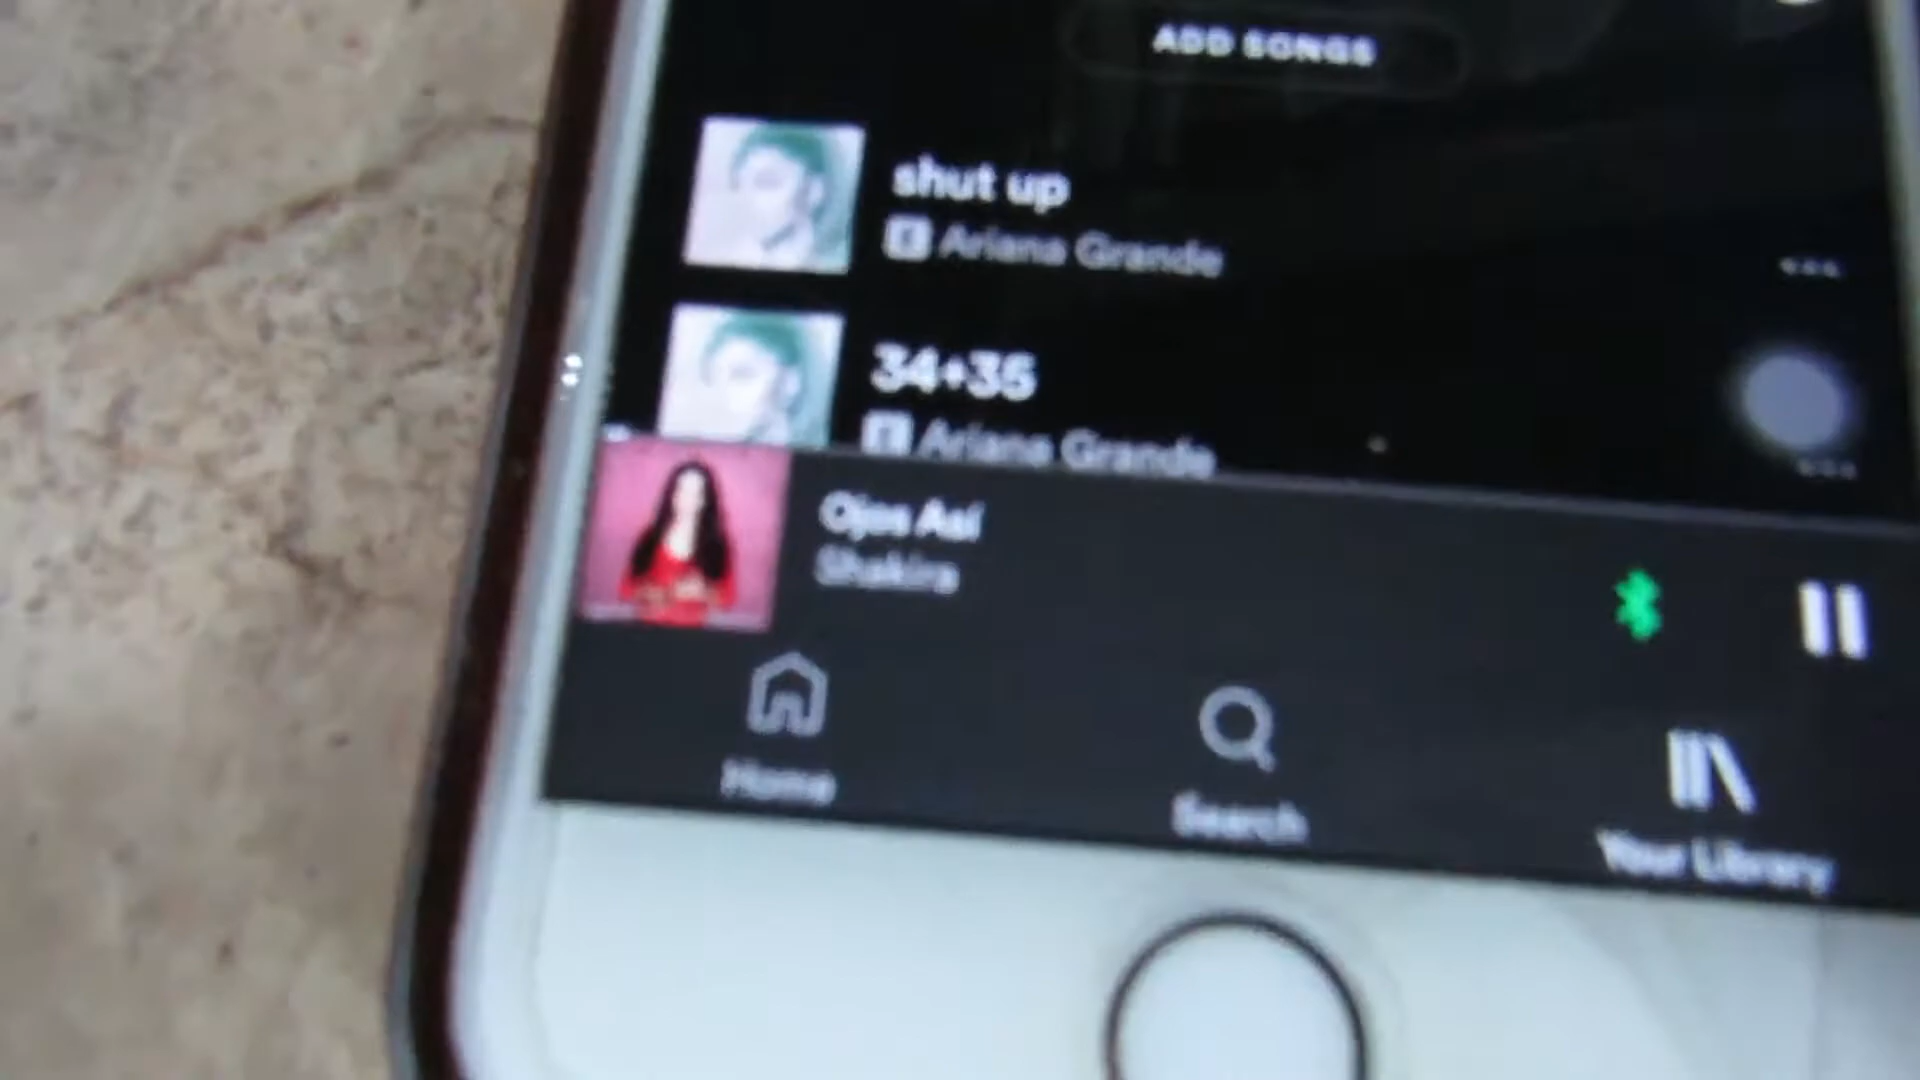 ADD SONGS
shut up
E Ariana Grande
34+35
E Ariana Grande
Ojos Así
Shakira
Home
Search
Your Library